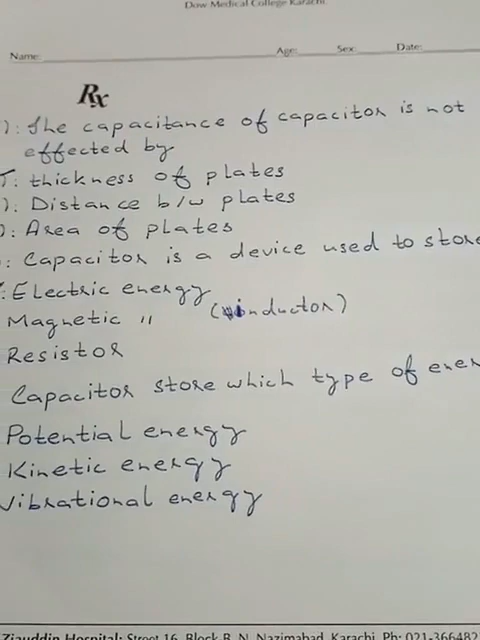 Dow Medical College Karachi
Name: Age: Sex: Date:
Rx
): The capacitance of capacitor is not
effected by
: thickness of plates
): Distance b/w plates
): Area of plates
: Capacitor is a device used to store
: Electric energy
Magnetic " (inductor)
Resistor
Capacitor store which type of ener
Potential energy
Kinetic energy
Vibrational energy
Ziauddin Hospital: Street 16, Block B, N. Nazimabad, Karachi. Ph: 021-366482